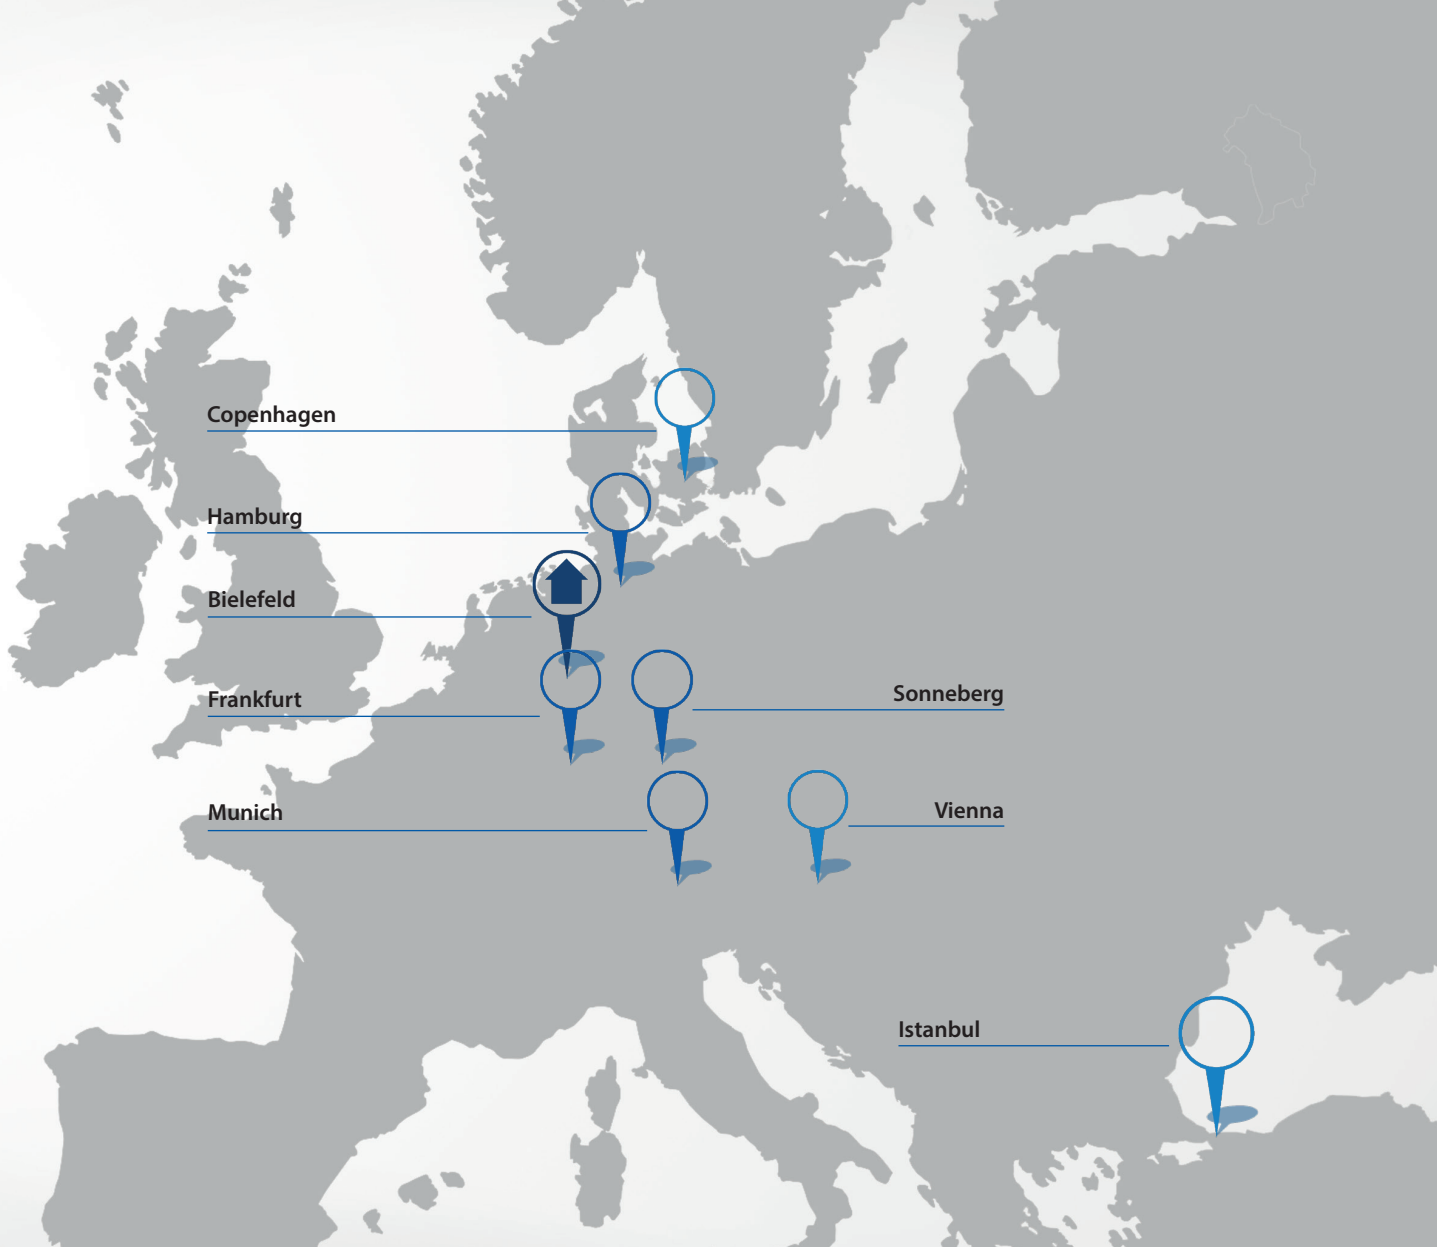 Copenhagen
Hamburg
Bielefeld
Frankfurt
Sonneberg
Munich
Vienna
Istanbul